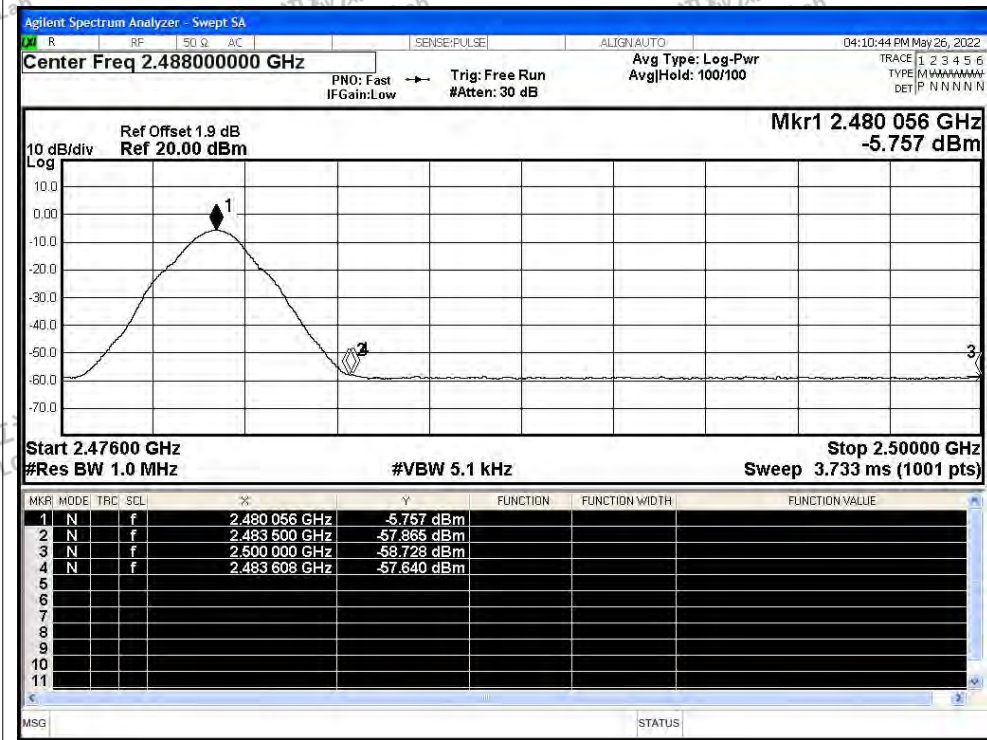 Agilent Spectrum Analyzer - Swept SA
R RF 50 Ω AC SENSE:PULSE ALIGN AUTO 04:10:44 PM May 26, 2022
Center Freq 2.488000000 GHz Avg Type: Log-Pwr TRACE 1 2 3 4 5 6
PNO: Fast Trig: Free Run Avg|Hold: 100/100 TYPE M
IFGain:Low #Atten: 30 dB DET P N N N N N
Mkr1 2.480 056 GHz
-5.757 dBm
Ref Offset 1.9 dB
10 dB/div Ref 20.00 dBm
Log
10.0
0.00
-10.0
-20.0
-30.0
-40.0
-50.0
-60.0
-70.0
1
3
Start 2.47600 GHz Stop 2.50000 GHz
#Res BW 1.0 MHz #VBW 5.1 kHz Sweep 3.733 ms (1001 pts)
MKR MODE TRC SCL X Y FUNCTION FUNCTION WIDTH FUNCTION VALUE
1 N f 2.480 056 GHz -5.757 dBm
2 N f 2.483 500 GHz -57.865 dBm
3 N f 2.500 000 GHz -58.728 dBm
4 N f 2.483 608 GHz -57.640 dBm
5
6
7
8
9
10
11
MSG STATUS